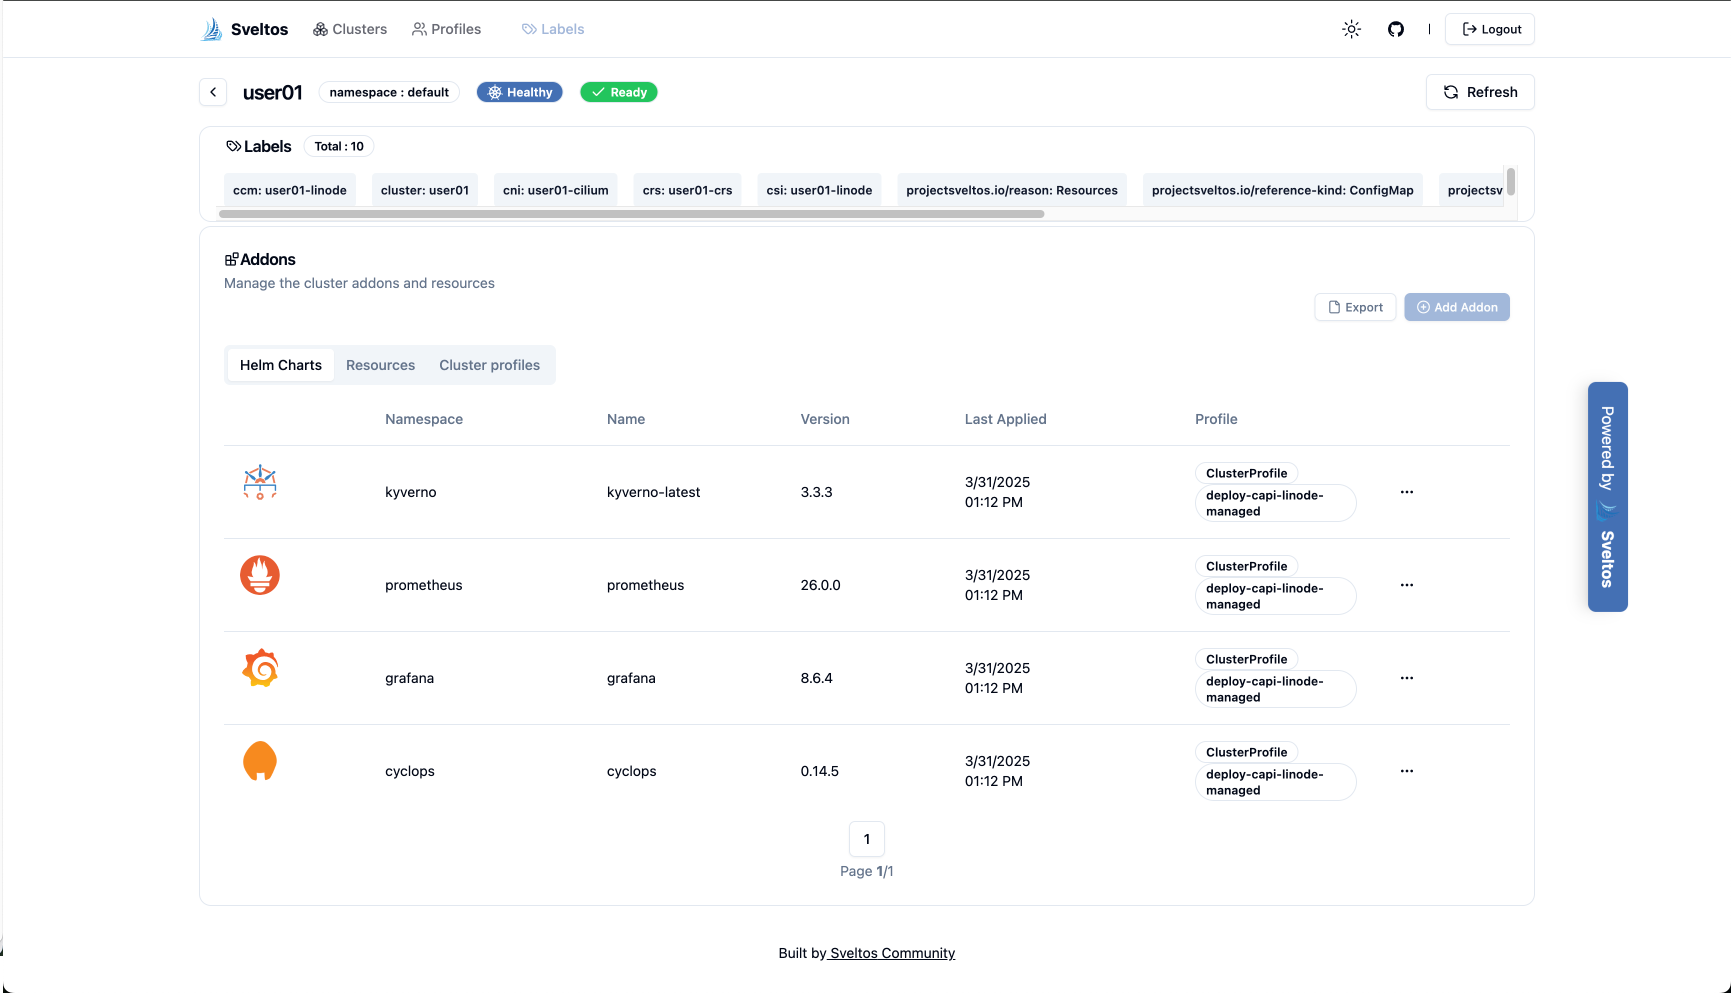 Sveltos
Clusters
Profiles
Labels
Logout
user01
namespace : default
Healthy
Ready
Refresh
Labels
Total : 10
ccm: user01-linode
cluster: user01
cni: user01-cilium
crs: user01-crs
csi: user01-linode
projectsveltos.io/reason: Resources
projectsveltos.io/reference-kind: ConfigMap
projectsv
Addons
Manage the cluster addons and resources
Export
Add Addon
Helm Charts
Resources
Cluster profiles
Namespace
Name
Version
Last Applied
Profile
kyverno
kyverno-latest
3.3.3
3/31/2025
01:12 PM
ClusterProfile
deploy-capi-linode-
managed
prometheus
prometheus
26.0.0
3/31/2025
01:12 PM
ClusterProfile
deploy-capi-linode-
managed
grafana
grafana
8.6.4
3/31/2025
01:12 PM
ClusterProfile
deploy-capi-linode-
managed
cyclops
cyclops
0.14.5
3/31/2025
01:12 PM
ClusterProfile
deploy-capi-linode-
managed
1
Page 1/1
Powered by Sveltos
Built by Sveltos Community